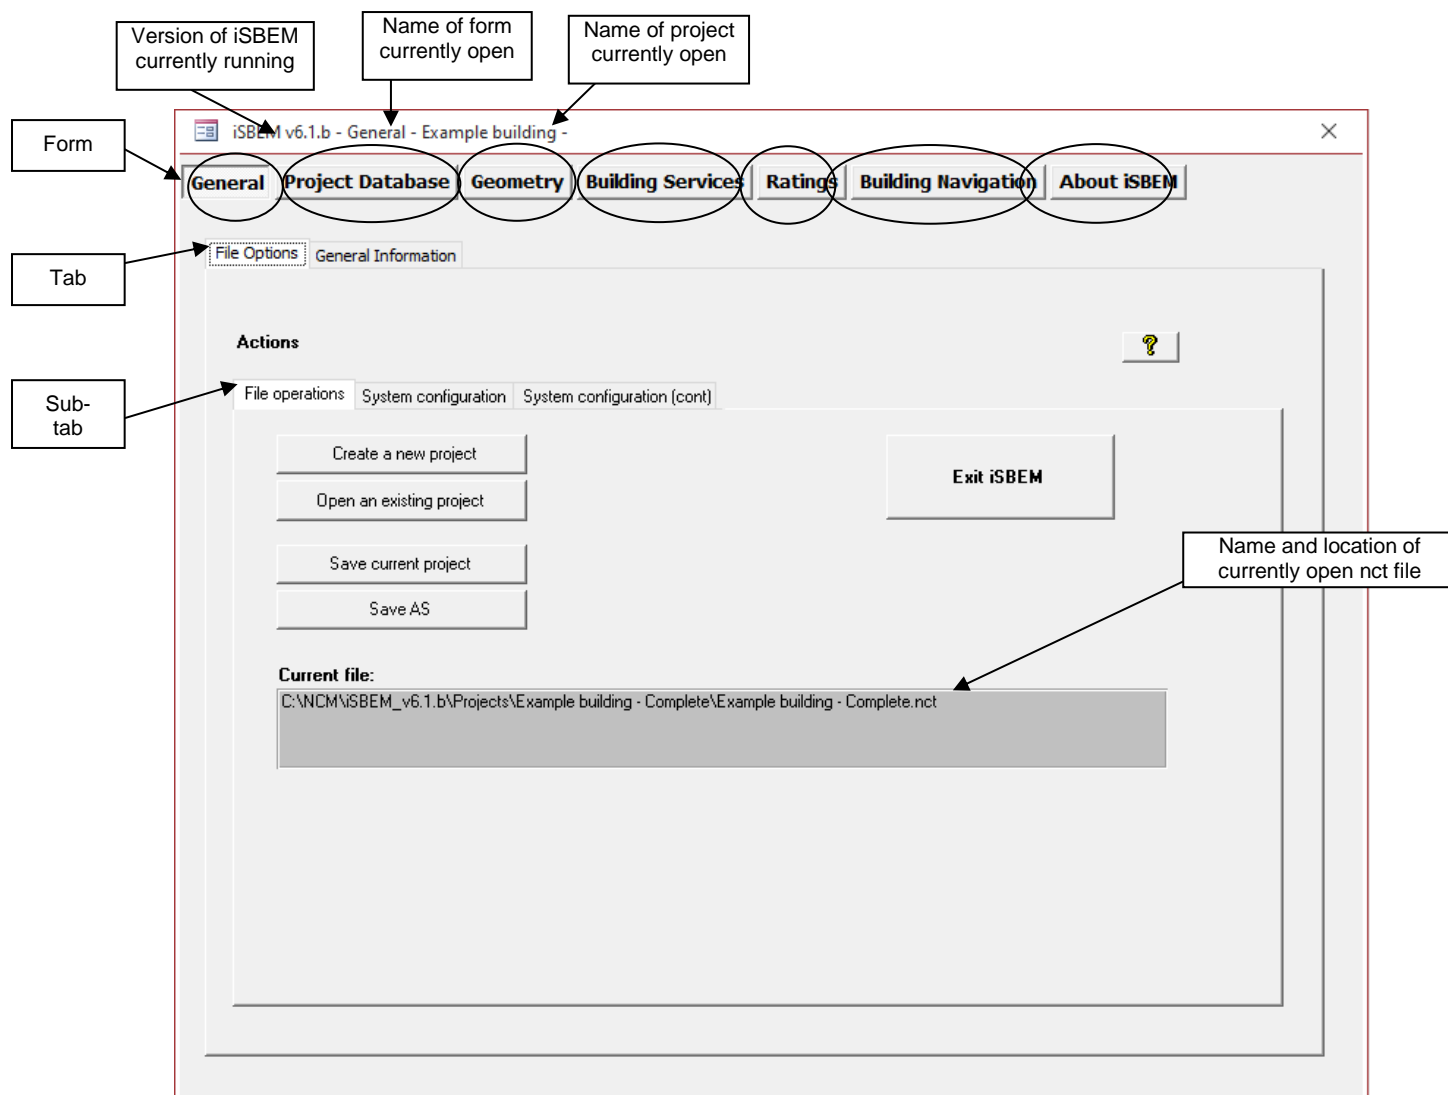 Version of iSBEM
currently running
Name of form
currently open
Name of project
currently open
iSBEM v6.1.b - General - Example building -
Form
General Project Database Geometry Building Services Ratings Building Navigation About iSBEM
File Options General Information
Tab
Actions
?
Sub-
tab
File operations System configuration System configuration (cont)
Create a new project
Exit iSBEM
Open an existing project
Save current project
Name and location of
currently open nct file
Save AS
Current file:
C:\NCM\iSBEM_v6.1.b\Projects\Example building - Complete\Example building - Complete.nct